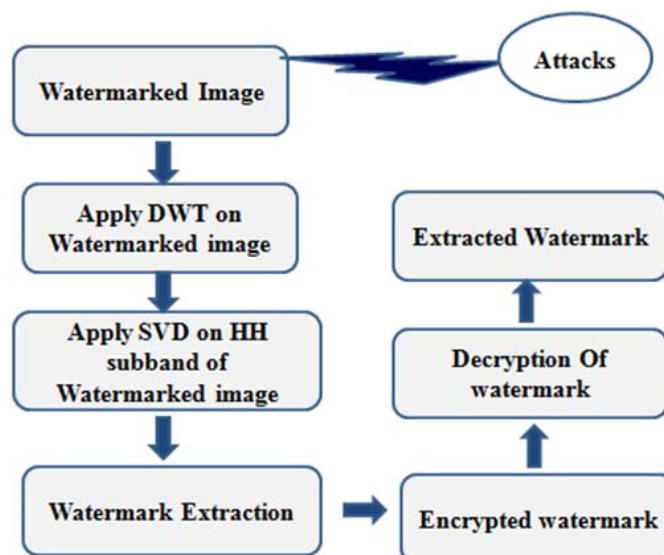 Attacks
Watermarked Image
Apply DWT on
Watermarked image
Apply SVD on HH
subband of
Watermarked image
Watermark Extraction
Encrypted watermark
Decryption Of
watermark
Extracted Watermark